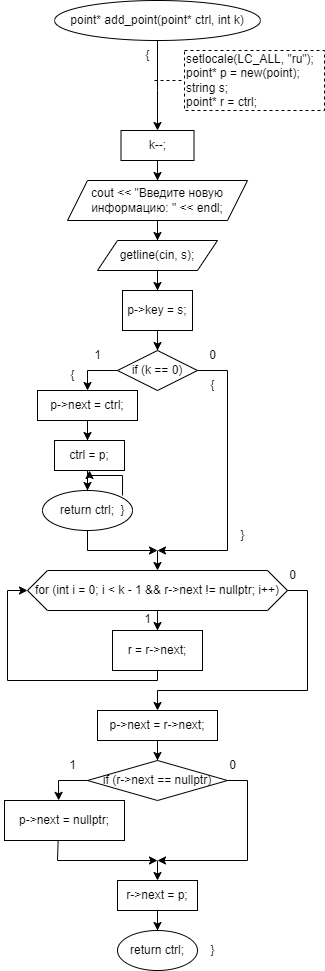 point* add_point(point* ctrl, int k)
{
setlocale(LC_ALL, "ru");
point* p = new(point);
string s;
point* r = ctrl;
k--;
cout << "Введите новую
информацию: " << endl;
getline(cin, s);
p->key = s;
1
0
if (k == 0)
{
{
p->next = ctrl;
ctrl = p;
return ctrl; }
}
0
for (int i = 0; i < k - 1 && r->next != nullptr; i++)
1
r = r->next;
p->next = r->next;
1
0
if (r->next == nullptr)
p->next = nullptr;
r->next = p;
return ctrl;
}